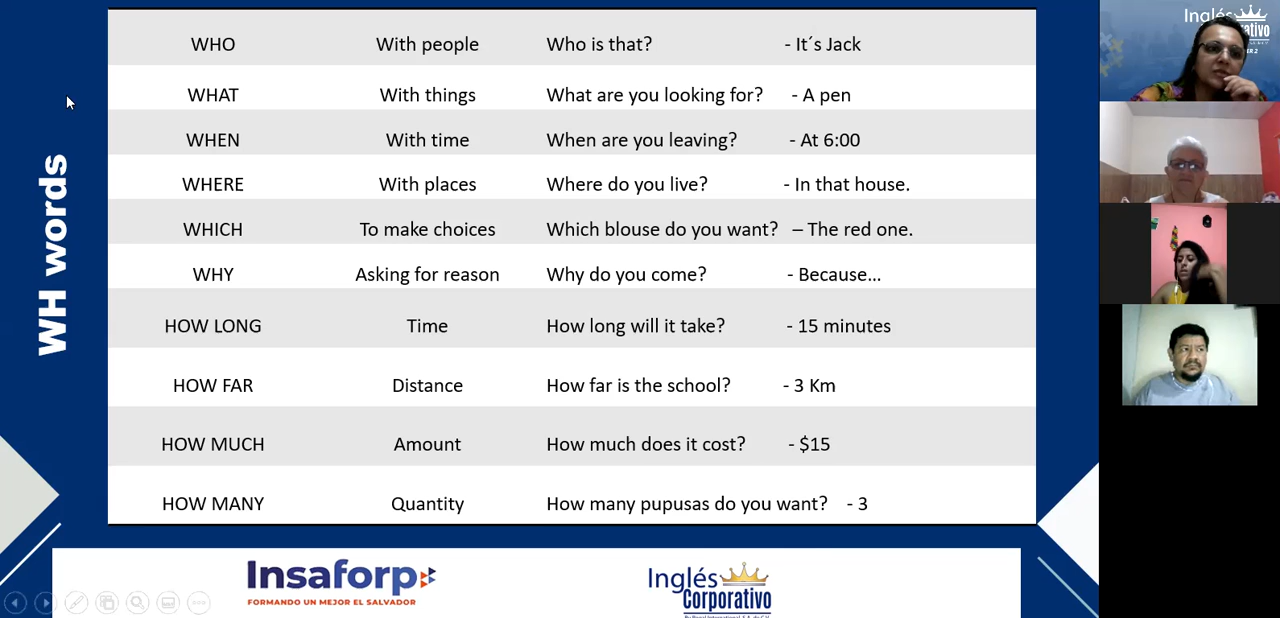 WH words
WHO With people Who is that? - It´s Jack
WHAT With things What are you looking for? - A pen
WHEN With time When are you leaving? - At 6:00
WHERE With places Where do you live? - In that house.
WHICH To make choices Which blouse do you want? – The red one.
WHY Asking for reason Why do you come? - Because...
HOW LONG Time How long will it take? - 15 minutes
HOW FAR Distance How far is the school? - 3 Km
HOW MUCH Amount How much does it cost? - $15
HOW MANY Quantity How many pupusas do you want? - 3
Insaforp
FORMANDO UN MEJOR EL SALVADOR
Inglés
Corporativo
Inglés